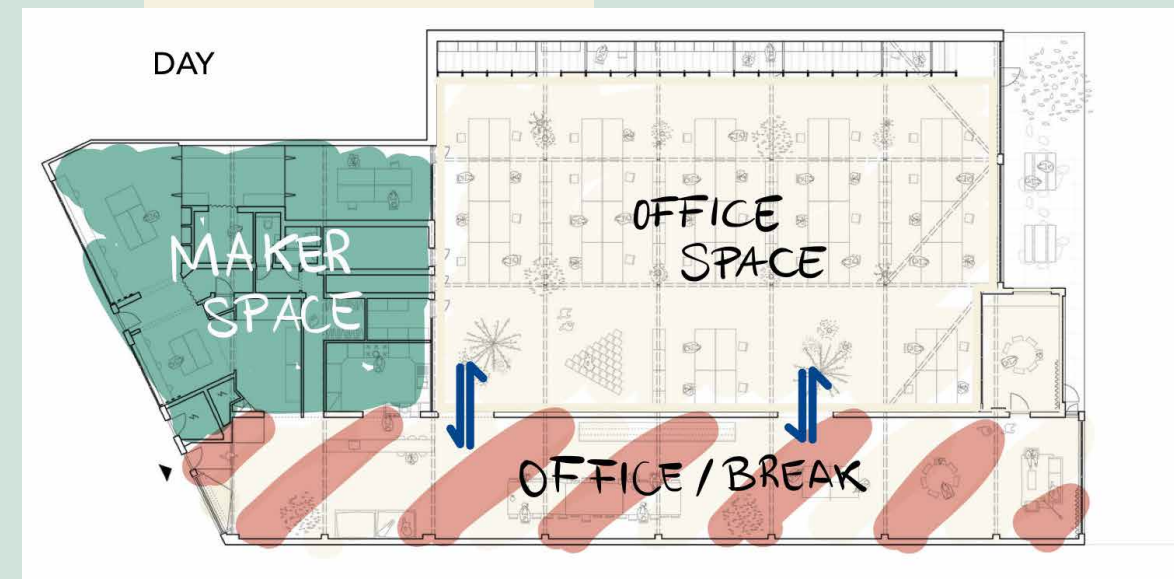 DAY
MAKER
SPACE
OFFICE
SPACE
OFFICE / BREAK